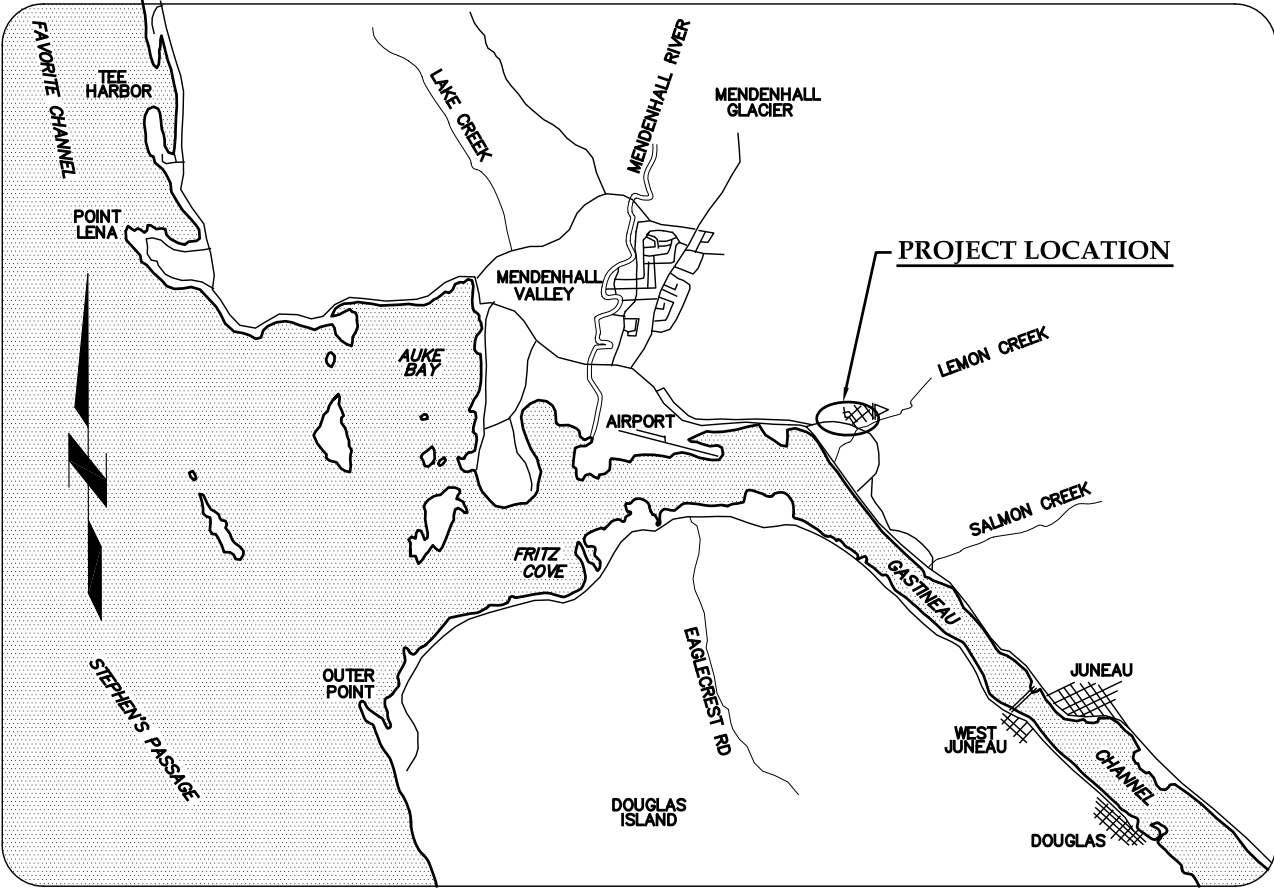 FAVORITE CHANNEL
TEE
HARBOR
LAKE CREEK
MENDENHALL RIVER
MENDENHALL
GLACIER
POINT
LENA
PROJECT LOCATION
MENDENHALL
VALLEY
AUKE
BAY
LEMON CREEK
AIRPORT
SALMON CREEK
FRITZ
COVE
GASTINEAU
EAGLECREST RD
OUTER
POINT
JUNEAU
STEPHEN'S PASSAGE
WEST
JUNEAU
CHANNEL
DOUGLAS
ISLAND
DOUGLAS